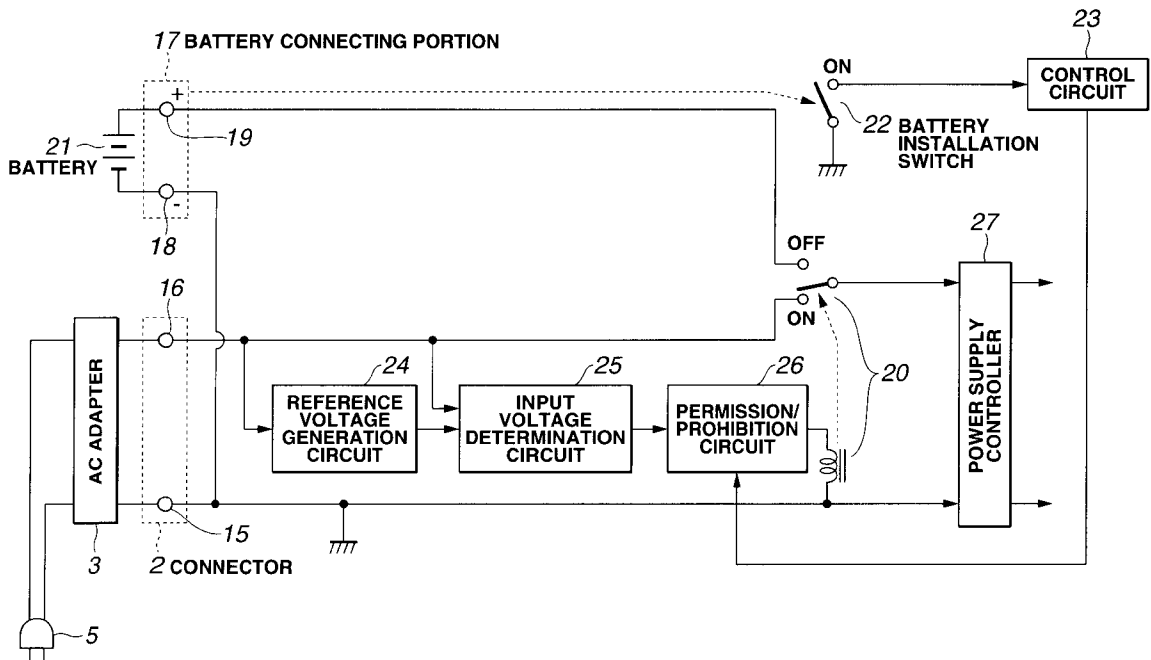 17 BATTERY CONNECTING PORTION
23
ON
CONTROL
CIRCUIT
+
19
22 BATTERY
INSTALLATION
SWITCH
21
BATTERY
-
18
OFF
27
16
ON
24
25
26
20
AC ADAPTER
REFERENCE
VOLTAGE
GENERATION
CIRCUIT
INPUT
VOLTAGE
DETERMINATION
CIRCUIT
PERMISSION/
PROHIBITION
CIRCUIT
POWER SUPPLY
CONTROLLER
15
3
2 CONNECTOR
5